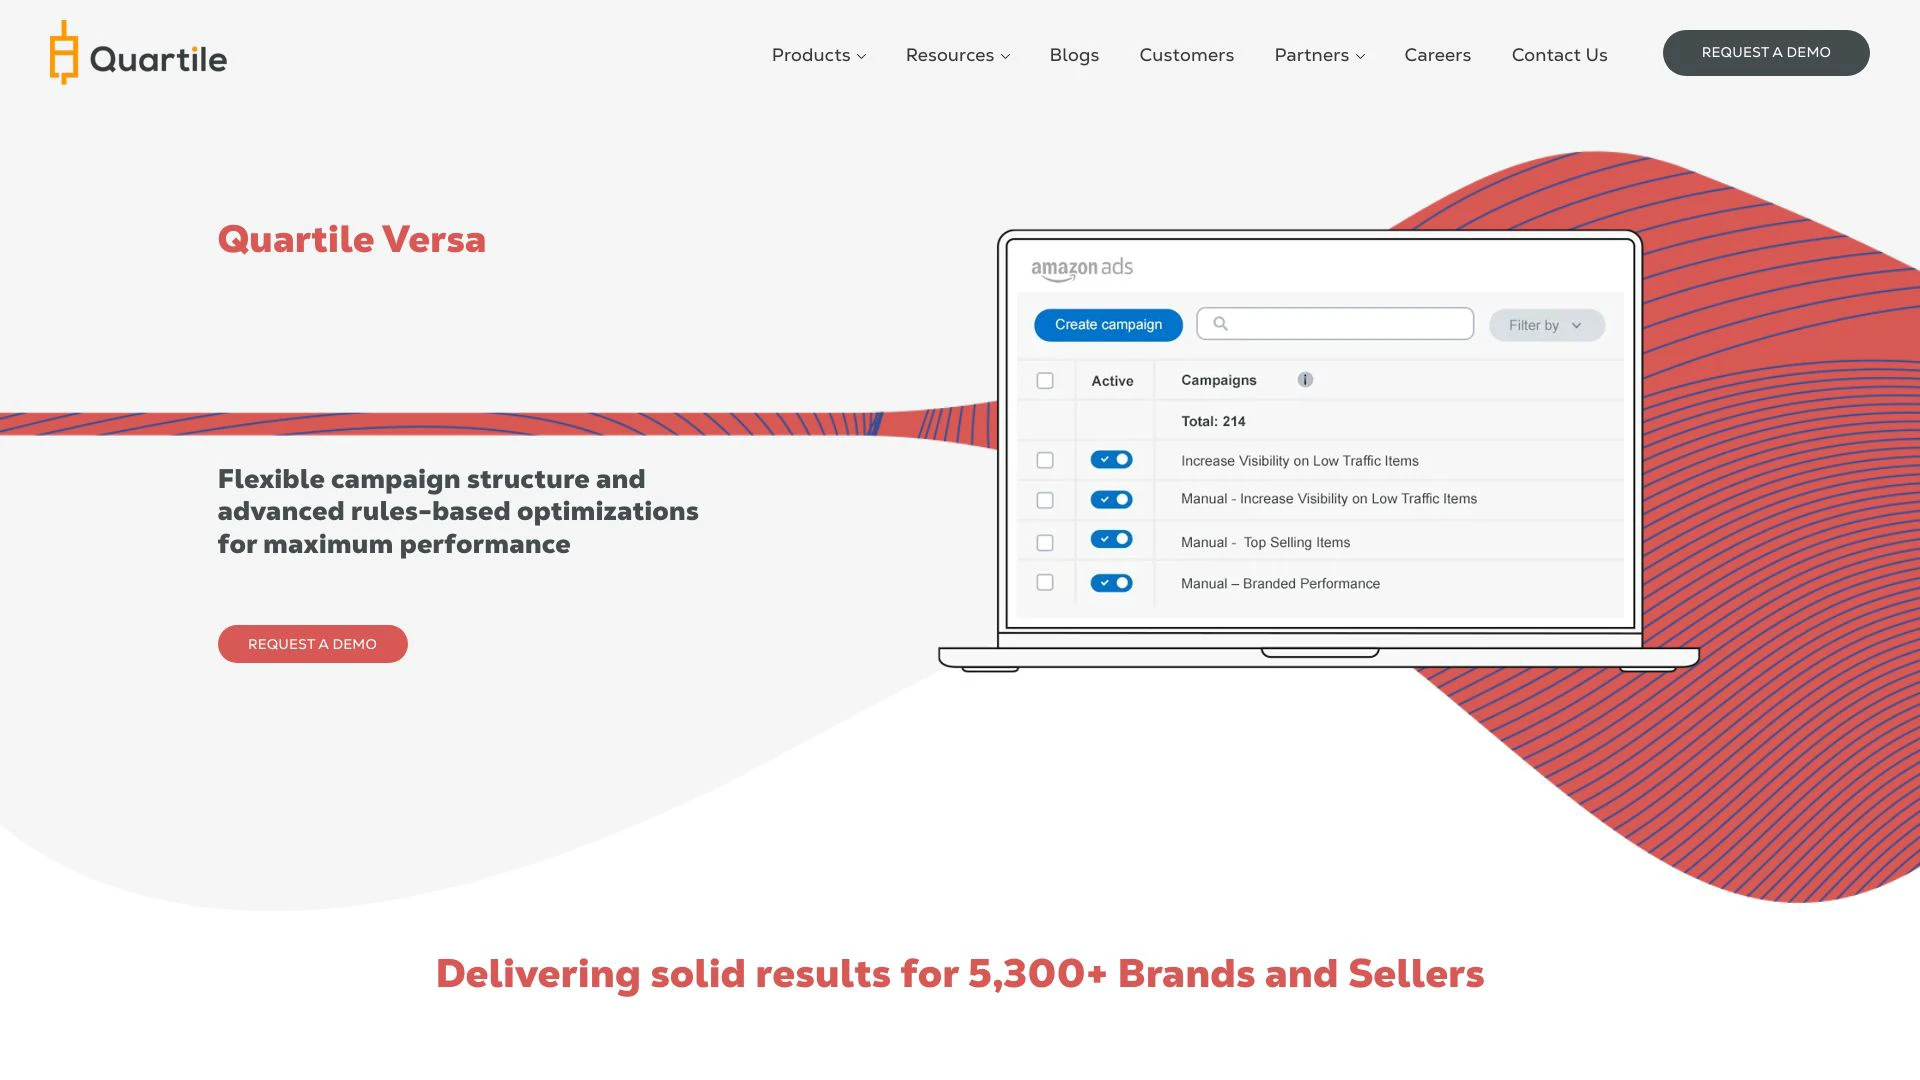 Quartile
Products
Resources
Blogs
Customers
Partners
Careers
Contact Us
REQUEST A DEMO
Quartile Versa
Flexible campaign structure and
advanced rules-based optimizations
for maximum performance
REQUEST A DEMO
amazon ads
Create campaign
Filter by
Active
Campaigns
i
Total: 214
Increase Visibility on Low Traffic Items
Manual - Increase Visibility on Low Traffic Items
Manual - Top Selling Items
Manual – Branded Performance
Delivering solid results for 5,300+ Brands and Sellers